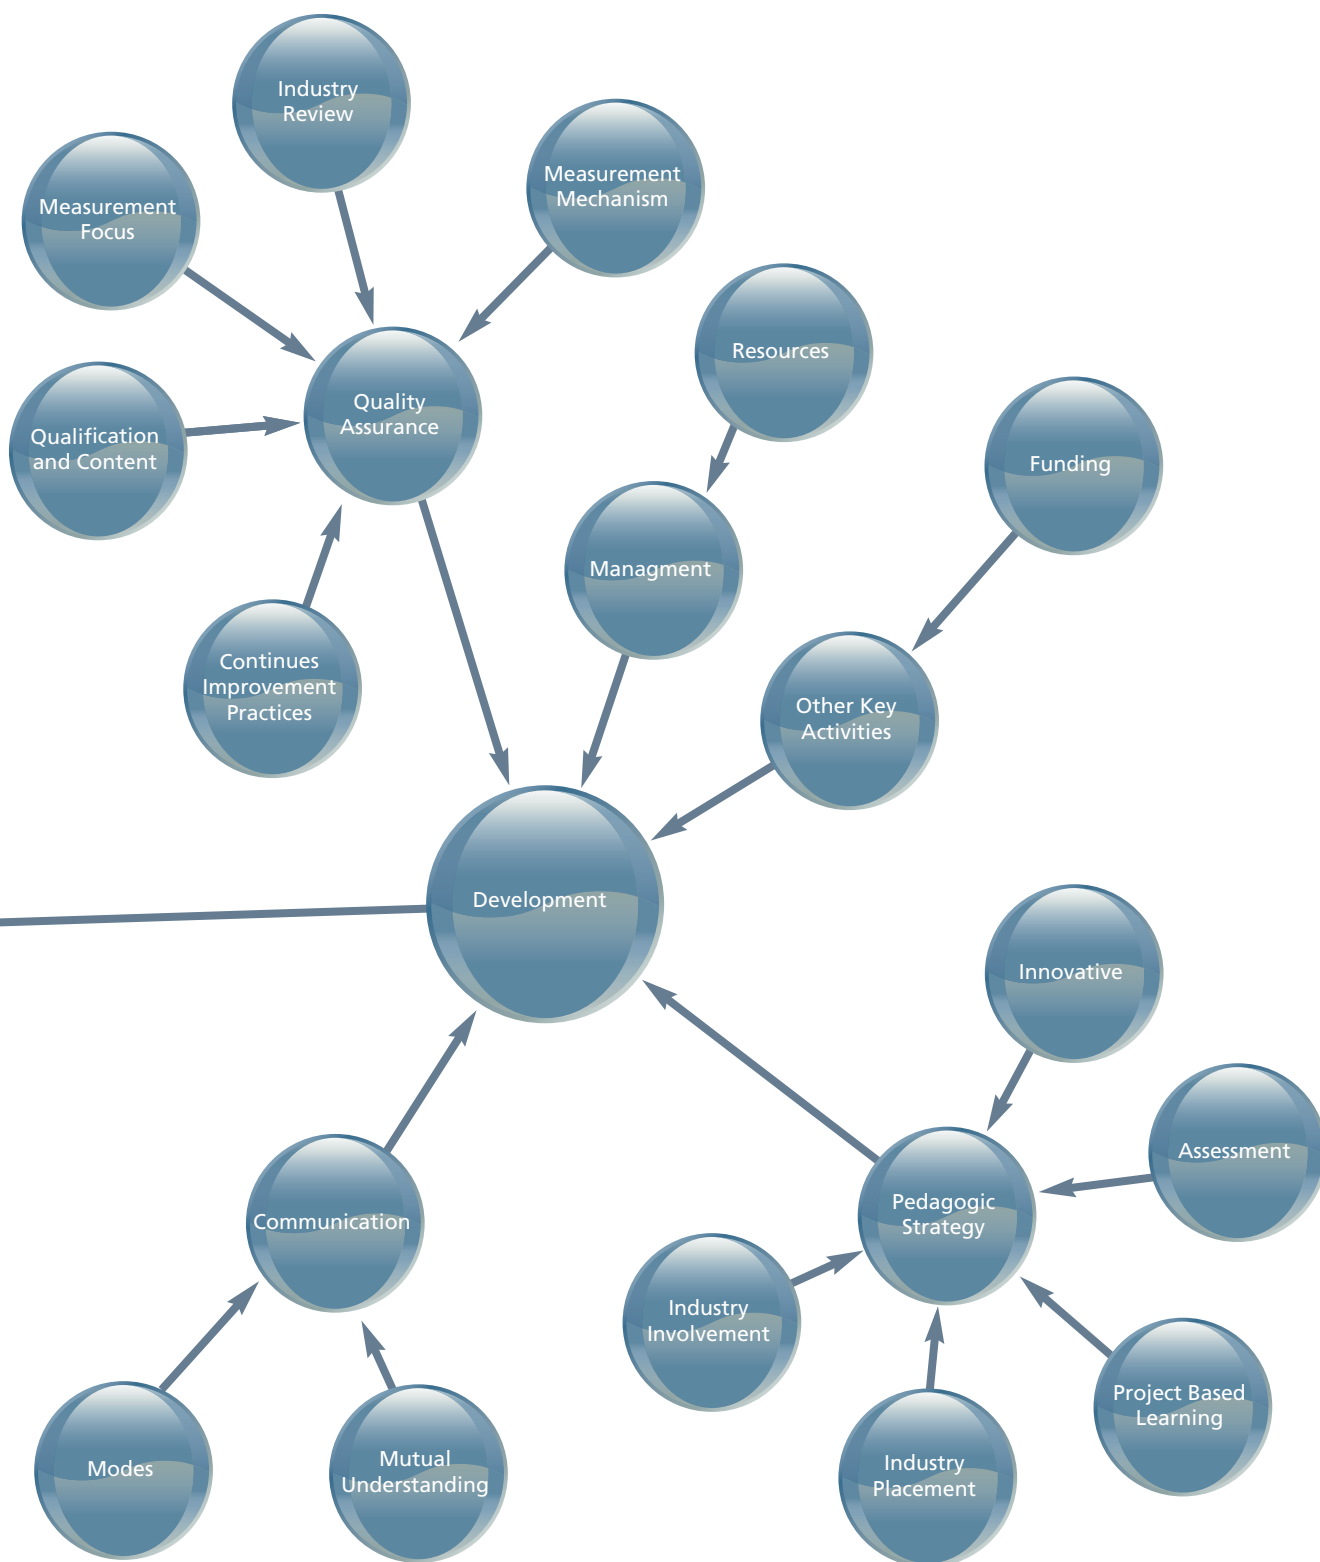 Industry
Review
Measurement
Mechanism
Measurement
Focus
Resources
Quality
Assurance
Qualification
and Content
Funding
Managment
Continues
Improvement
Practices
Other Key
Activities
Development
Innovative
Assessment
Pedagogic
Strategy
Communication
Industry
Involvement
Project Based
Learning
Modes
Mutual
Understanding
Industry
Placement